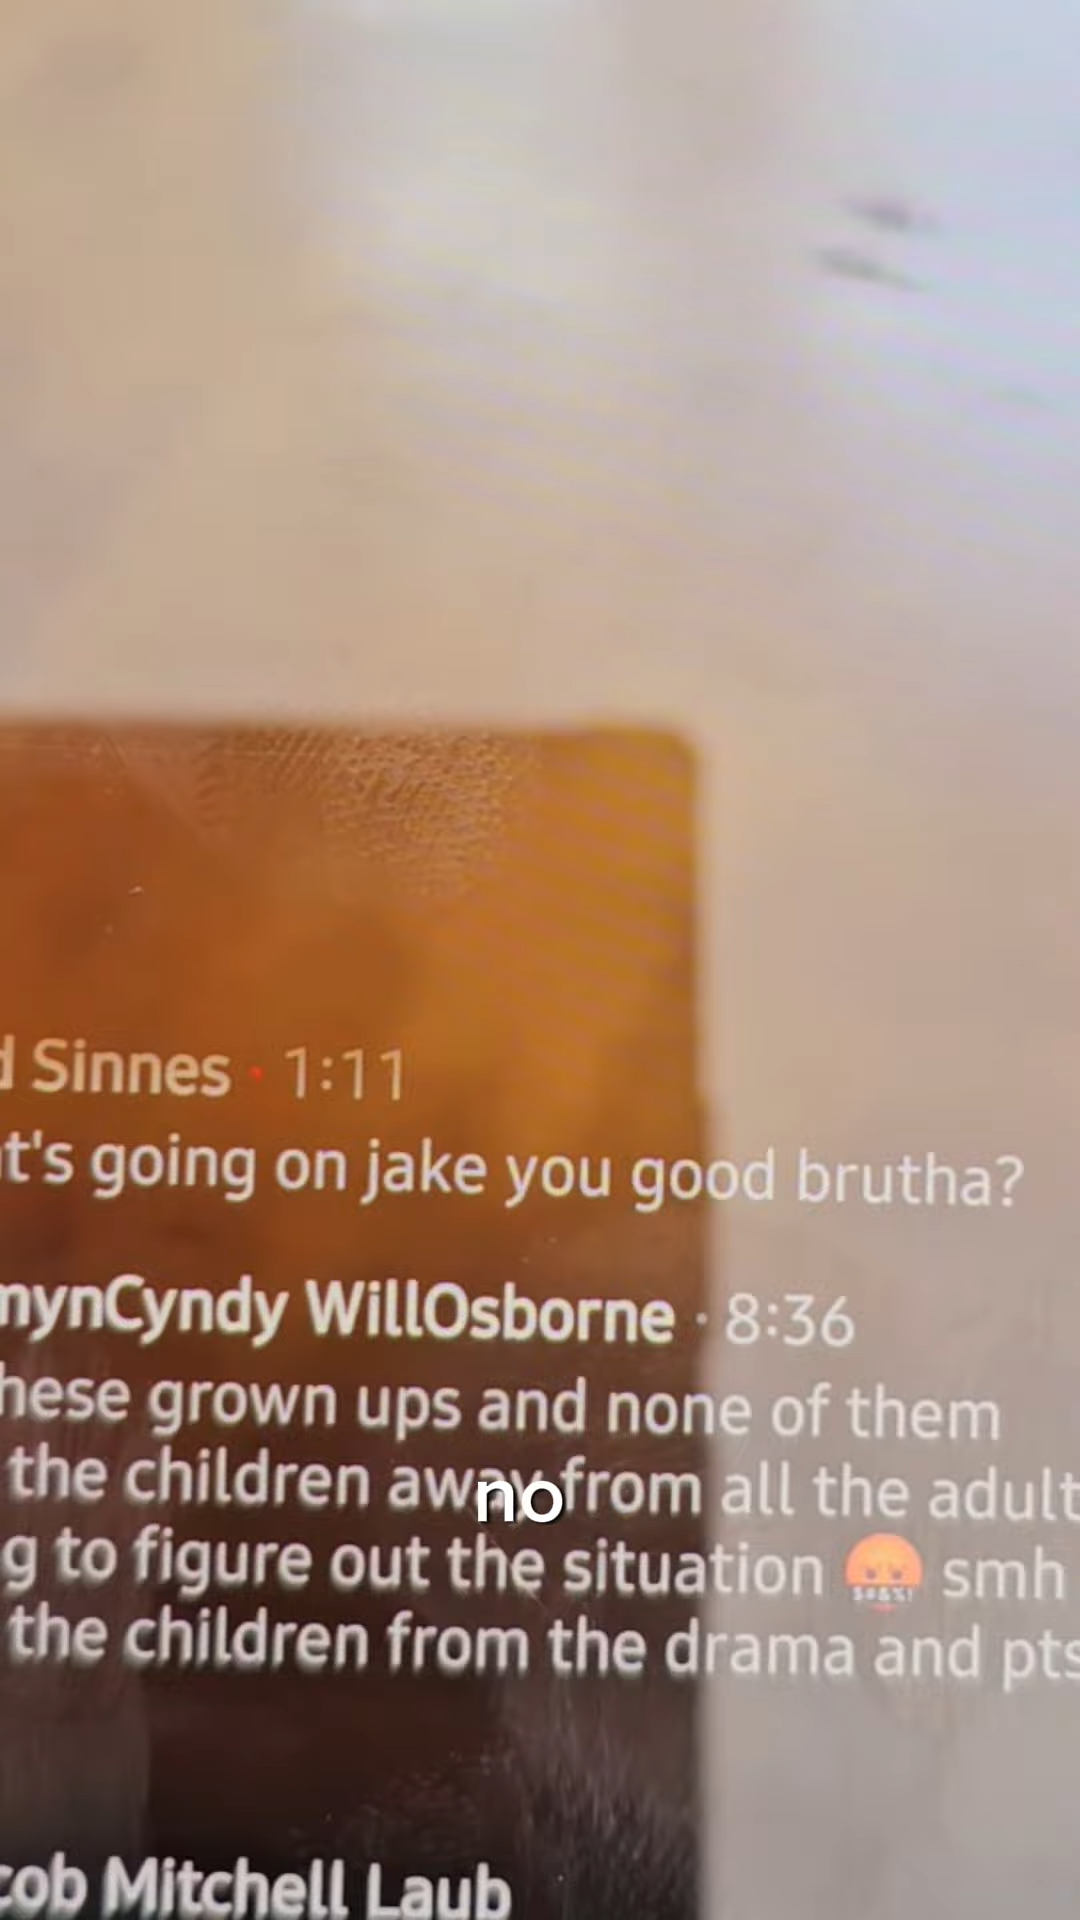 d Sinnes · 1:11
at's going on jake you good brutha?
mynCyndy WillOsborne · 8:36
hese grown ups and none of them
the children away from all the adult
no
g to figure out the situation 🤬 smh
the children from the drama and pts
cob Mitchell Laub